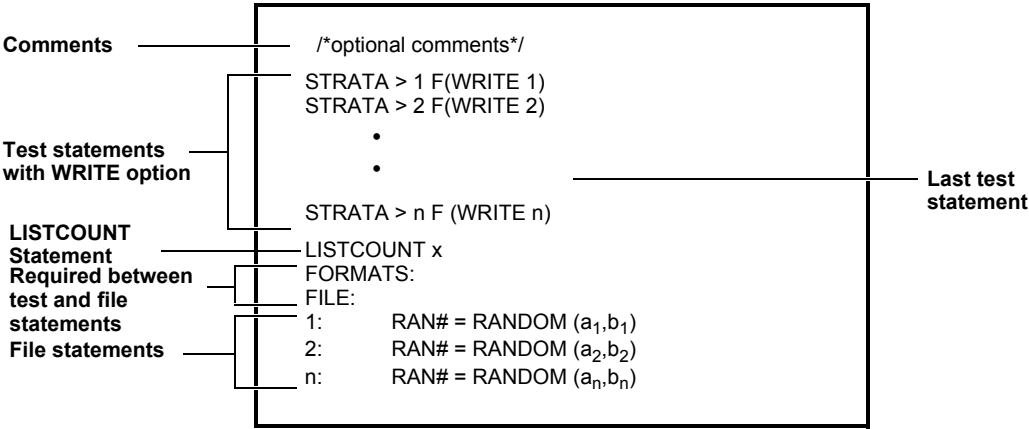 Comments
/*optional comments*/
STRATA > 1 F(WRITE 1)
STRATA > 2 F(WRITE 2)
•
•
Test statements
with WRITE option
Last test
statement
STRATA > n F (WRITE n)
LISTCOUNT
Statement
LISTCOUNT x
Required between
test and file
statements
FORMATS:
FILE:
File statements
1: RAN# = RANDOM (a₁,b₁)
2: RAN# = RANDOM (a₂,b₂)
n: RAN# = RANDOM (aₙ,bₙ)